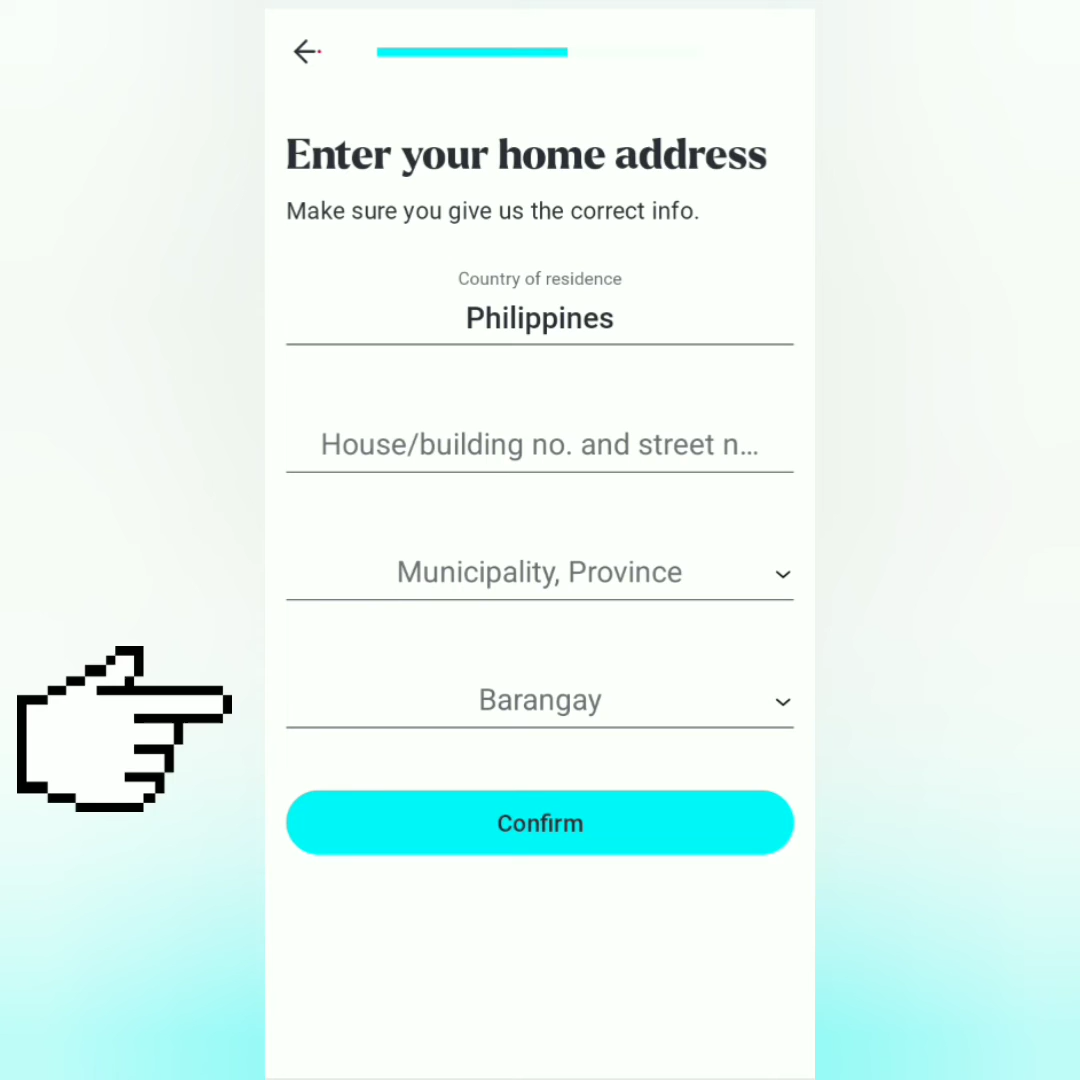 Enter your home address
Make sure you give us the correct info.
Country of residence
Philippines
House/building no. and street n...
Municipality, Province
Barangay
Confirm